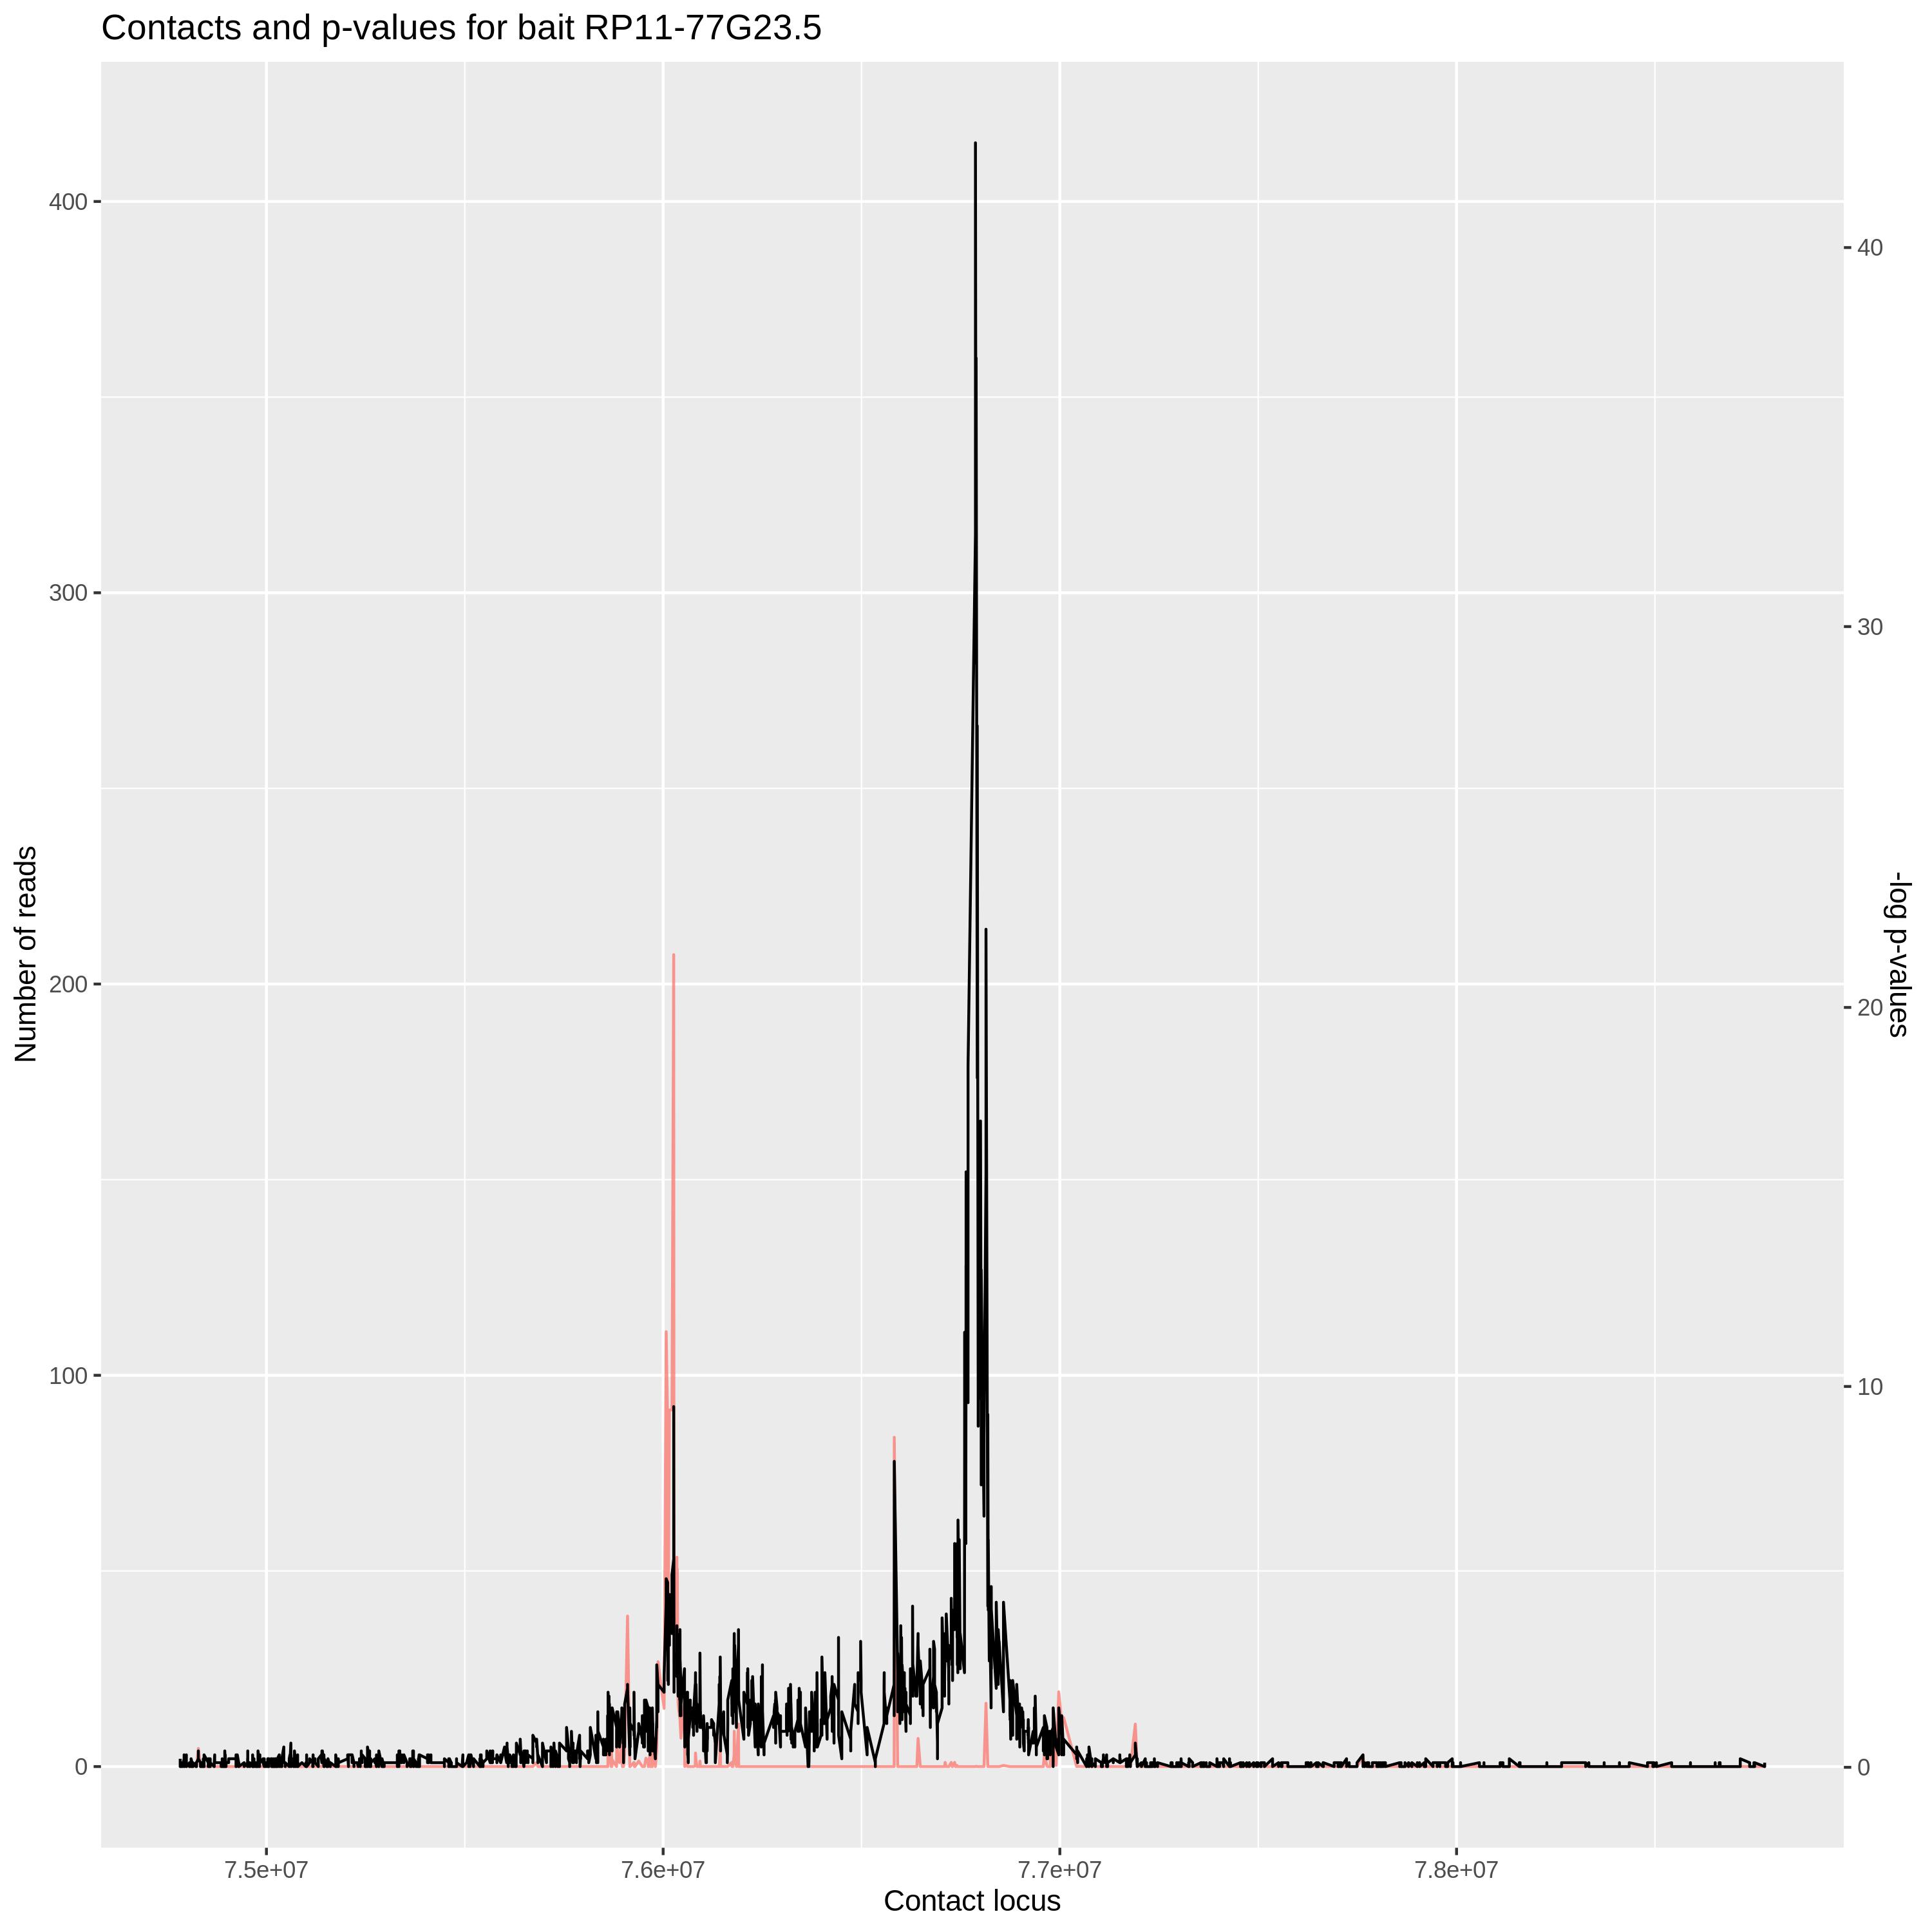 Contacts and p-values for bait RP11-77G23.5
Number of reads
400
300
200
100
0
40
30
20
10
0
-log p-values
7.5e+07 7.6e+07 7.7e+07 7.8e+07
Contact locus